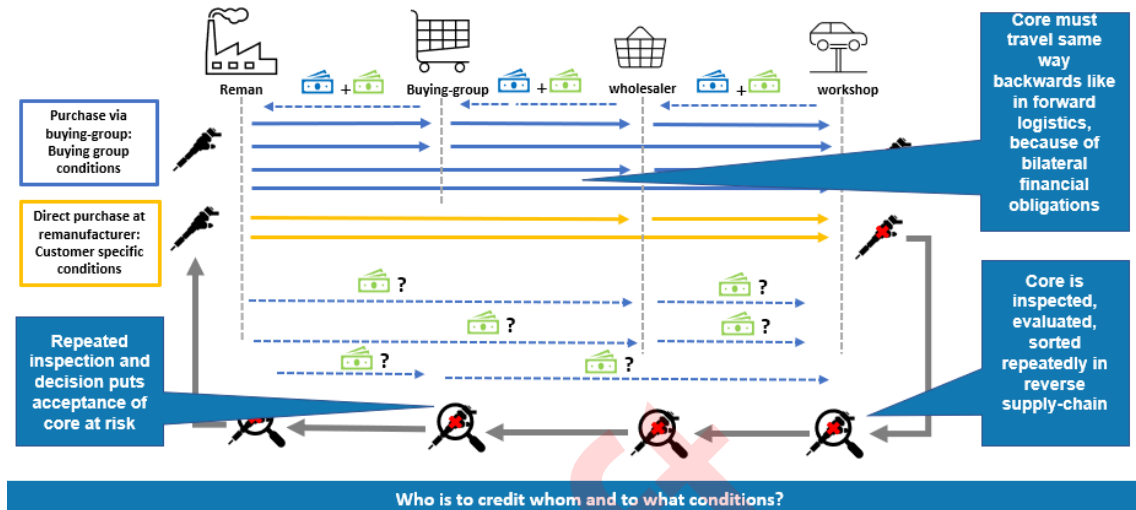 Core must
travel same
way
backwards like
in forward
logistics,
because of
bilateral
financial
obligations
+
+
+
Reman
Buying-group
wholesaler
workshop
Purchase via
buying-group:
Buying group
conditions
Direct purchase at
remanufacturer:
Customer specific
conditions
?
?
?
?
?
?
Repeated
inspection and
decision puts
acceptance of
core at risk
Core is
inspected,
evaluated,
sorted
repeatedly in
reverse
supply-chain
Who is to credit whom and to what conditions?